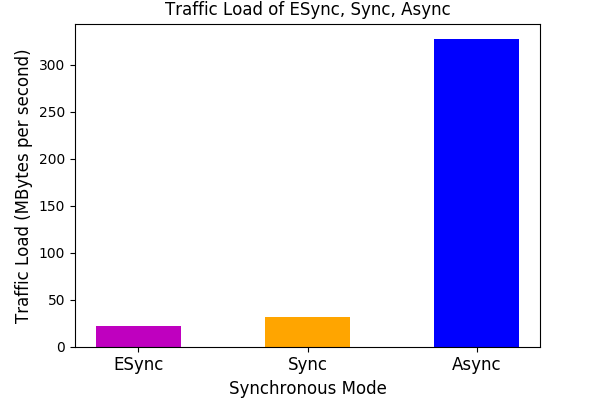 Traffic Load of ESync, Sync, Async
Traffic Load (MBytes per second)
300
250
200
150
100
50
0
ESync Sync Async
Synchronous Mode